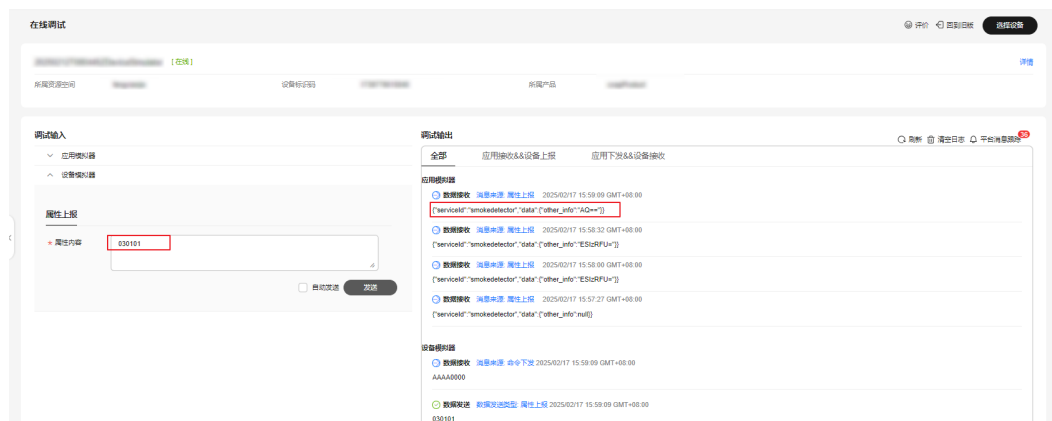 在线调试
评价 回到旧版 选择设备
[在线] 详情
所属资源空间 设备标识码 所属产品
调试输入
应用模拟器
设备模拟器
属性上报
* 属性内容 030101
自动发送 发送
调试输出
刷新 清空日志 平台消息跟踪 36
全部 应用接收&&设备上报 应用下发&&设备接收
应用模拟器
数据接收 消息来源: 属性上报 2025/02/17 15:59:09 GMT+08:00
{"serviceId":"smokedetector","data":{"other_info":"AQ=="}}
数据接收 消息来源: 属性上报 2025/02/17 15:58:32 GMT+08:00
{"serviceId":"smokedetector","data":{"other_info":"ESIzRFU="}}
数据接收 消息来源: 属性上报 2025/02/17 15:58:00 GMT+08:00
{"serviceId":"smokedetector","data":{"other_info":"ESIzRFU="}}
数据接收 消息来源: 属性上报 2025/02/17 15:57:27 GMT+08:00
{"serviceId":"smokedetector","data":{"other_info":null}}
设备模拟器
数据接收 消息来源: 命令下发 2025/02/17 15:59:09 GMT+08:00
AAAA0000
数据发送 数据发送类型: 属性上报 2025/02/17 15:59:09 GMT+08:00
030101